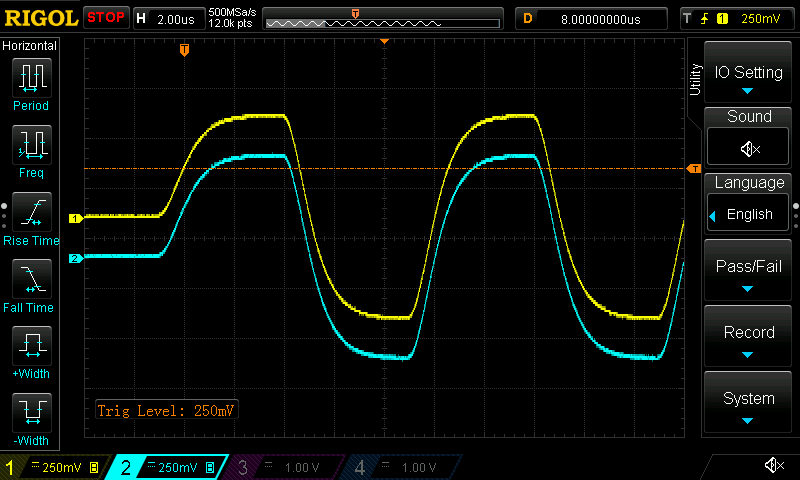 RIGOL STOP H 2.00us 500MSa/s 12.0k pts T D 8.00000000us T 1 250mV
Horizontal
Period
Freq
Rise Time
Fall Time
+Width
-Width
T
1
2
T
Trig Level: 250mV
Utility
IO Setting
Sound
Language
English
Pass/Fail
Record
System
1 250mV B 2 250mV B 3 1.00 V 4 1.00 V